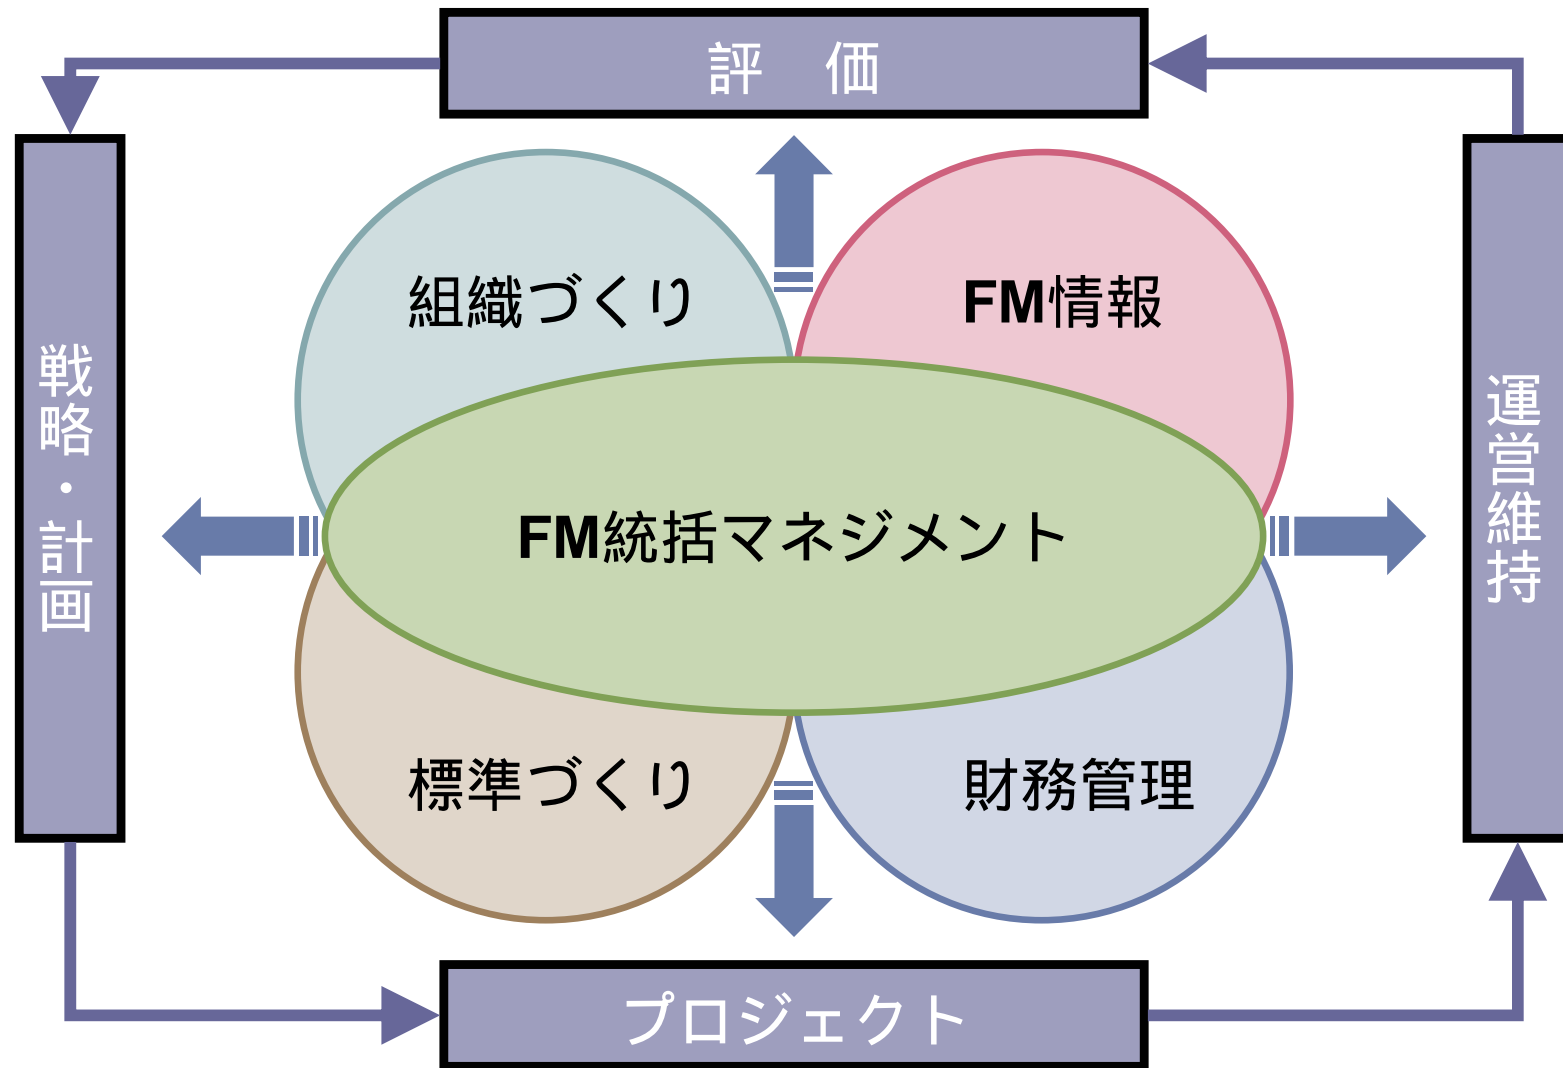 評　価
組織づくり
FM情報
戦略・計画
FM統括マネジメント
運営維持
標準づくり
財務管理
プロジェクト